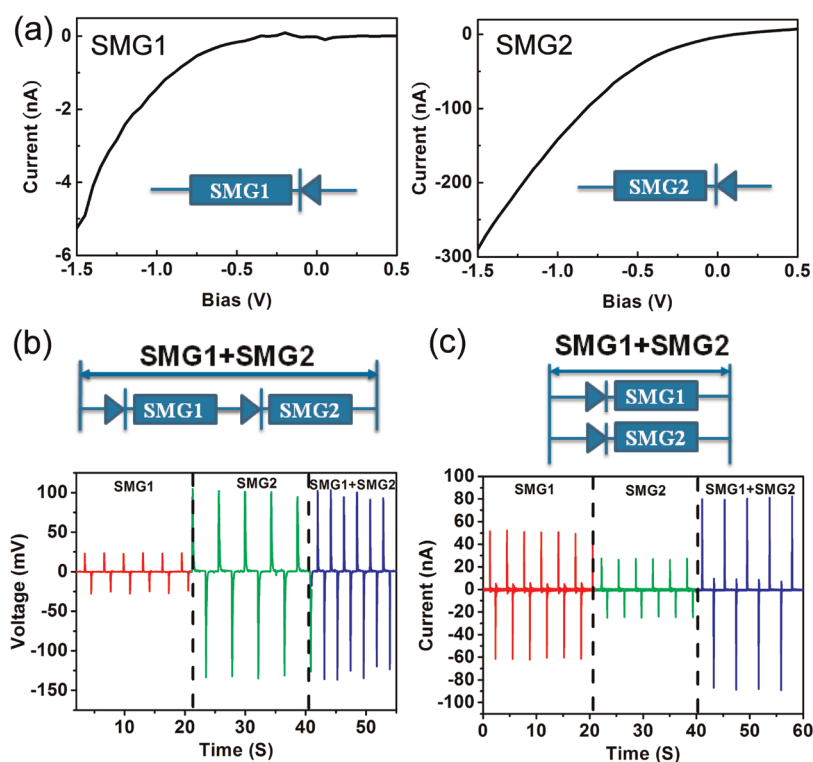 (a)
SMG1
Current (nA)
0
-2
-4
-6
-1.5 -1.0 -0.5 0.0 0.5
Bias (V)
SMG1
SMG2
Current (nA)
0
-100
-200
-300
-1.5 -1.0 -0.5 0.0 0.5
Bias (V)
SMG2
(b)
SMG1+SMG2
SMG1 SMG2
SMG1 SMG2 SMG1+SMG2
Voltage (mV)
100
50
0
-50
-100
-150
10 20 30 40 50
Time (S)
(c)
SMG1+SMG2
SMG1
SMG2
SMG1 SMG2 SMG1+SMG2
Current (nA)
100
80
60
40
20
0
-20
-40
-60
-80
-100
0 10 20 30 40 50 60
Time (S)